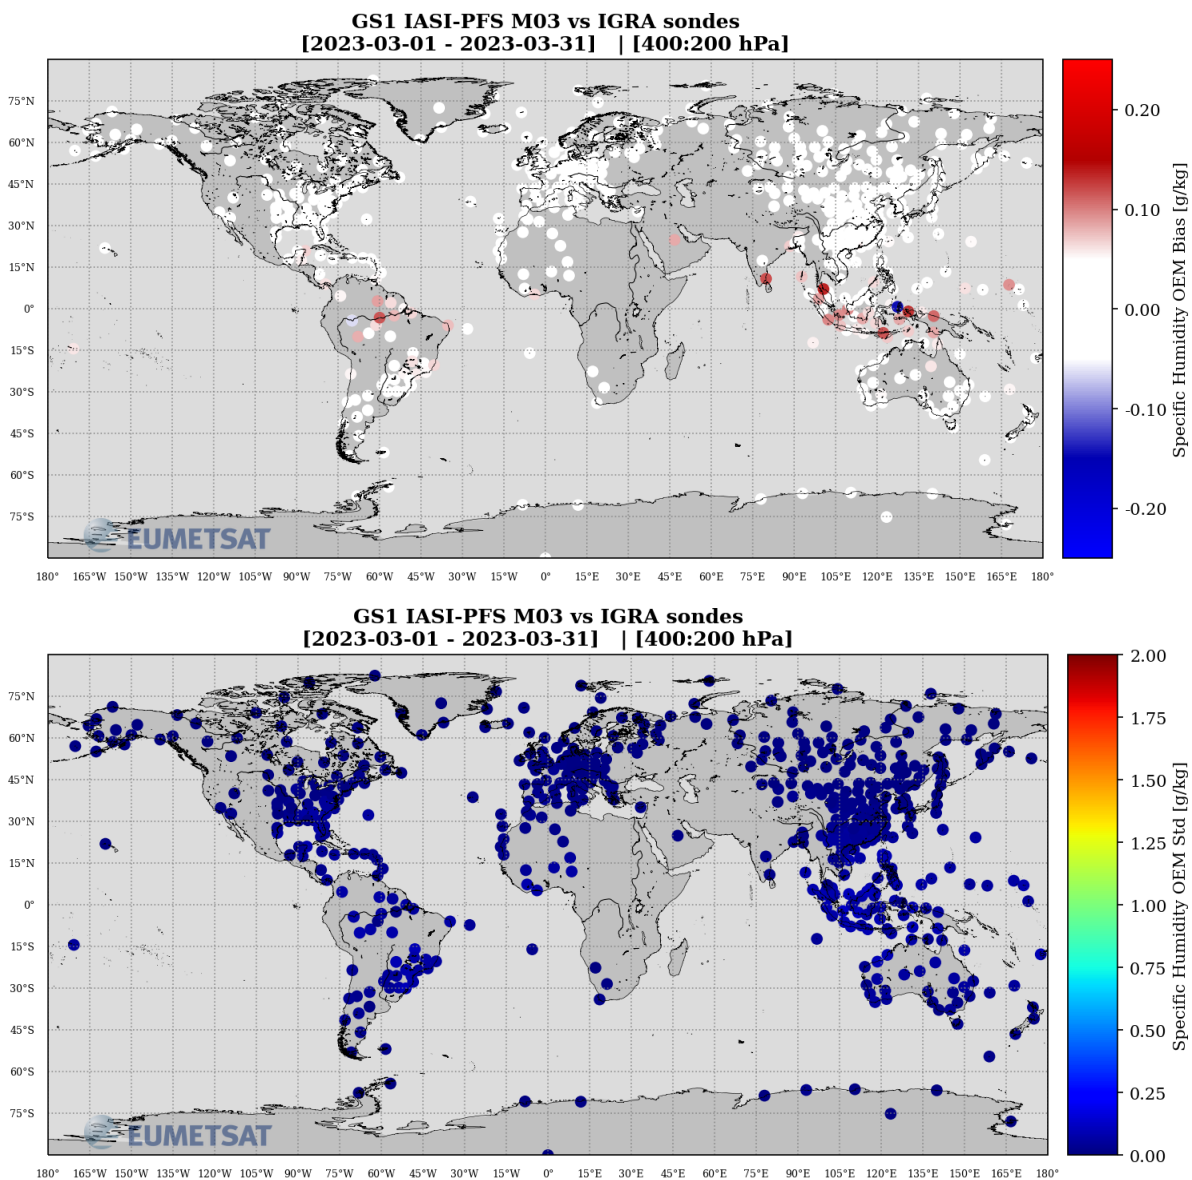 GS1 IASI-PFS M03 vs IGRA sondes
[2023-03-01 - 2023-03-31] | [400:200 hPa]
75°N
60°N
45°N
30°N
15°N
0°
15°S
30°S
45°S
60°S
75°S
EUMETSAT
180° 165°W 150°W 135°W 120°W 105°W 90°W 75°W 60°W 45°W 30°W 15°W 0° 15°E 30°E 45°E 60°E 75°E 90°E 105°E 120°E 135°E 150°E 165°E 180°
0.20
0.10
0.00
-0.10
-0.20
Specific Humidity OEM Bias [g/kg]
GS1 IASI-PFS M03 vs IGRA sondes
[2023-03-01 - 2023-03-31] | [400:200 hPa]
75°N
60°N
45°N
30°N
15°N
0°
15°S
30°S
45°S
60°S
75°S
EUMETSAT
180° 165°W 150°W 135°W 120°W 105°W 90°W 75°W 60°W 45°W 30°W 15°W 0° 15°E 30°E 45°E 60°E 75°E 90°E 105°E 120°E 135°E 150°E 165°E 180°
2.00
1.75
1.50
1.25
1.00
0.75
0.50
0.25
0.00
Specific Humidity OEM Std [g/kg]